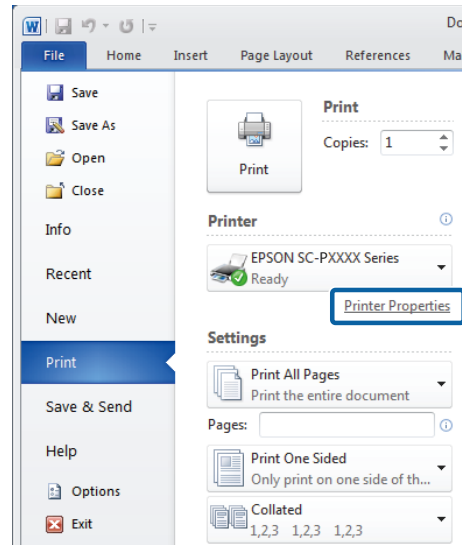 W
Do
File Home Insert Page Layout References Ma
Save
Save As
Open
Close
Info
Recent
New
Print
Save & Send
Help
Options
Exit
Print
Print
Copies: 1
Printer
EPSON SC-PXXXX Series
Ready
Printer Properties
Settings
Print All Pages
Print the entire document
Pages:
Print One Sided
Only print on one side of th...
Collated
1,2,3 1,2,3 1,2,3